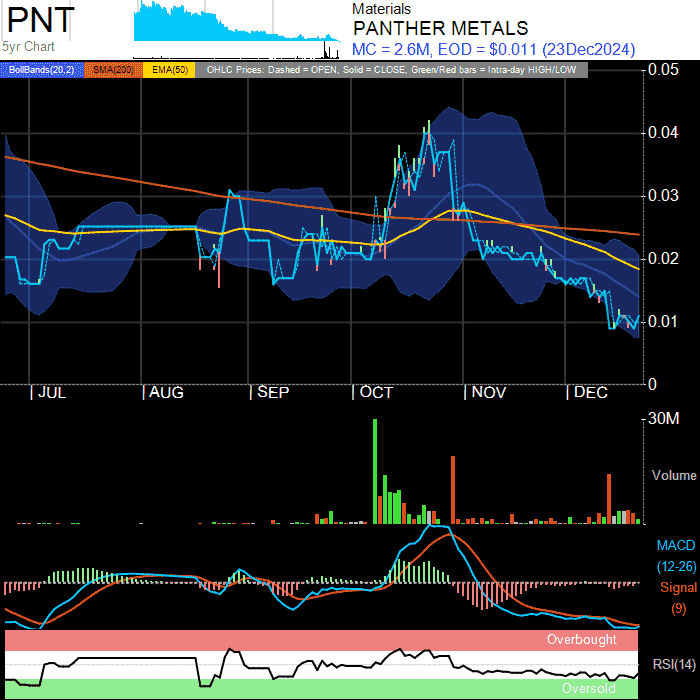 PNT
5yr Chart
Materials
PANTHER METALS
MC = 2.6M, EOD = $0.011 (23Dec2024)
BollBands(20,2) SMA(200) EMA(50) OHLC Prices: Dashed = OPEN, Solid = CLOSE, Green/Red bars = Intra-day HIGH/LOW
0.05
0.04
0.03
0.02
0.01
0
| JUL | AUG | SEP | OCT | NOV | DEC
30M
Volume
MACD
(12-26)
Signal
(9)
Overbought
RSI(14)
Oversold